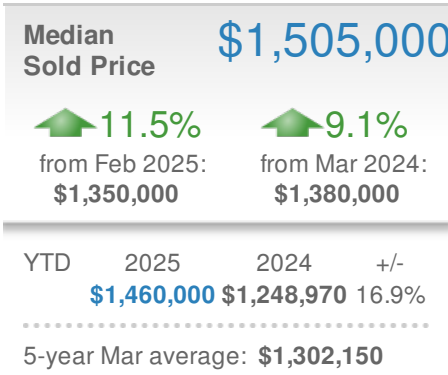 Median $1,505,000
Sold Price
11.5% 9.1%
from Feb 2025: from Mar 2024:
$1,350,000 $1,380,000
YTD 2025 2024 +/-
$1,460,000 $1,248,970 16.9%
5-year Mar average: $1,302,150